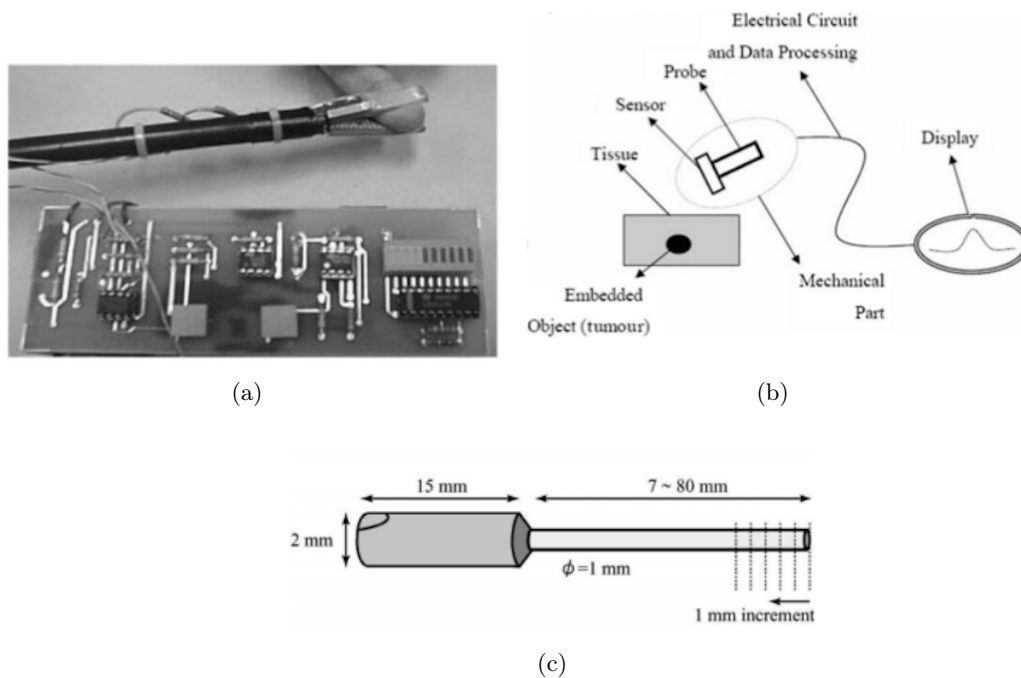 Electrical Circuit
and Data Processing
Probe
Sensor
Tissue
Display
Embedded
Object (tumour)
Mechanical
Part
(a)
(b)
15 mm
7 ~ 80 mm
2 mm
ϕ=1 mm
1 mm increment
(c)